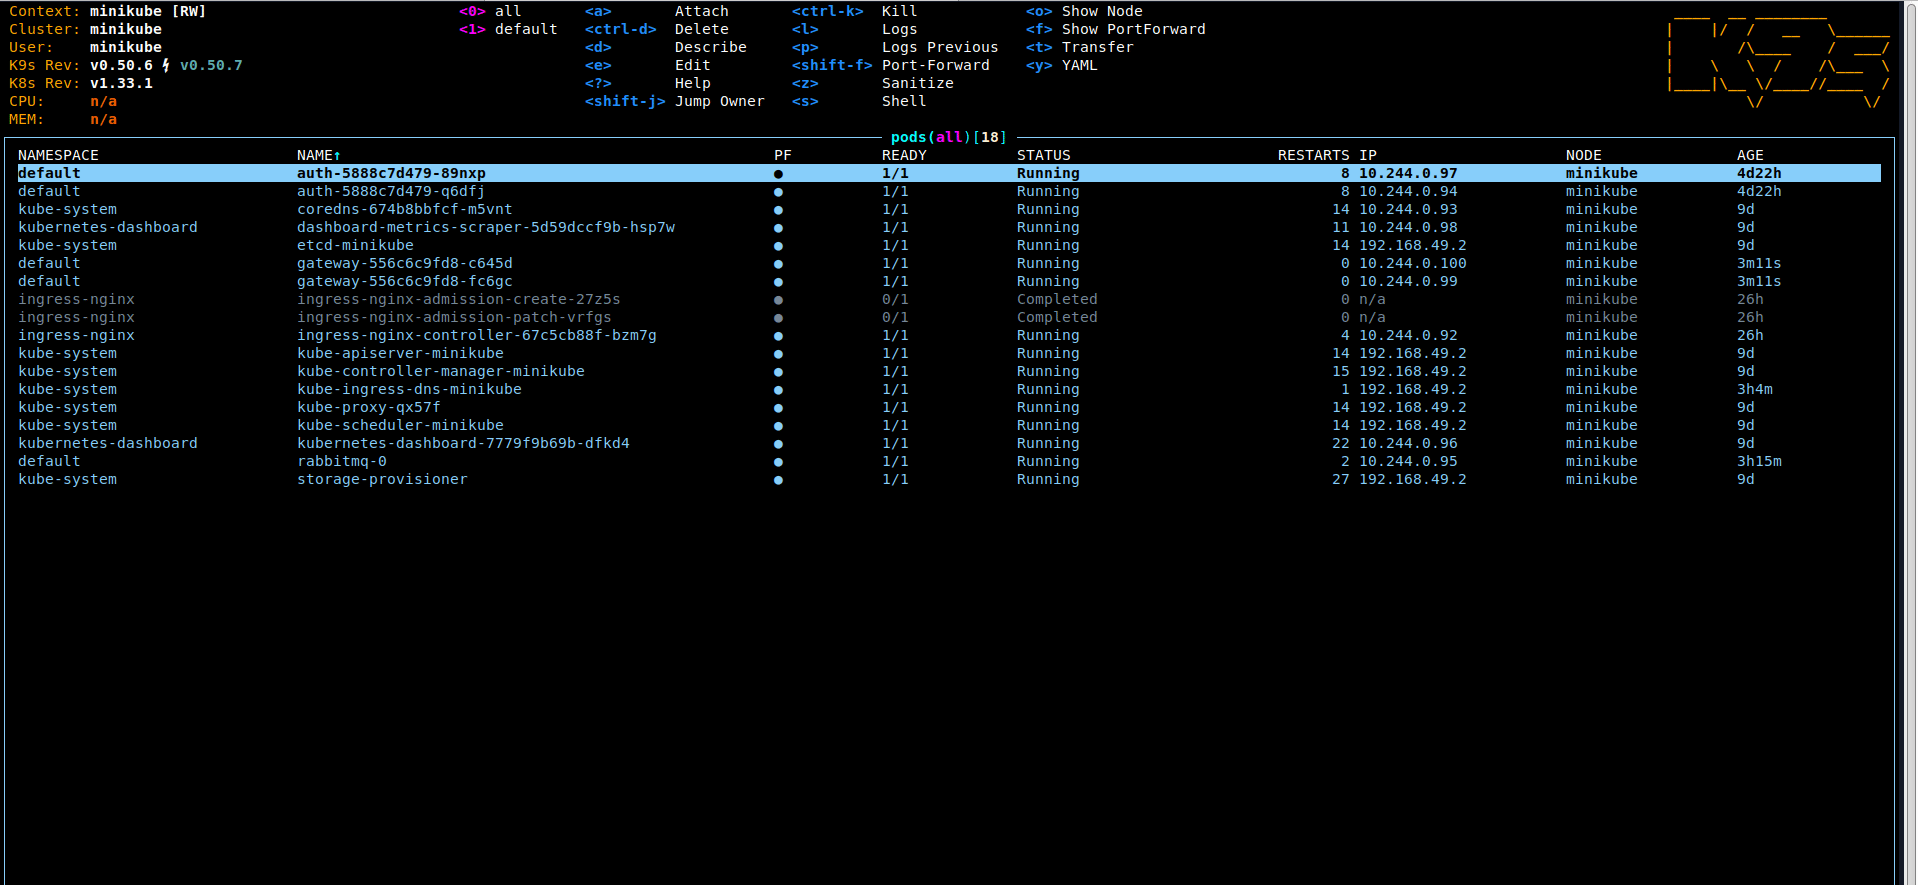 Context: minikube [RW] <0> all <a> Attach <ctrl-k> Kill <o> Show Node
Cluster: minikube <1> default <ctrl-d> Delete <l> Logs <f> Show PortForward
User: minikube <d> Describe <p> Logs Previous <t> Transfer
K9s Rev: v0.50.6 ⚡ v0.50.7 <e> Edit <shift-f> Port-Forward <y> YAML
K8s Rev: v1.33.1 <?> Help <z> Sanitize
CPU: n/a <shift-j> Jump Owner <s> Shell
MEM: n/a
pods(all)[18]
NAMESPACE NAME↑ PF READY STATUS RESTARTS IP NODE AGE
default auth-5888c7d479-89nxp ● 1/1 Running 8 10.244.0.97 minikube 4d22h
default auth-5888c7d479-q6dfj ● 1/1 Running 8 10.244.0.94 minikube 4d22h
kube-system coredns-674b8bbfcf-m5vnt ● 1/1 Running 14 10.244.0.93 minikube 9d
kubernetes-dashboard dashboard-metrics-scraper-5d59dccf9b-hsp7w ● 1/1 Running 11 10.244.0.98 minikube 9d
kube-system etcd-minikube ● 1/1 Running 14 192.168.49.2 minikube 9d
default gateway-556c6c9fd8-c645d ● 1/1 Running 0 10.244.0.100 minikube 3m11s
default gateway-556c6c9fd8-fc6gc ● 1/1 Running 0 10.244.0.99 minikube 3m11s
ingress-nginx ingress-nginx-admission-create-27z5s ● 0/1 Completed 0 n/a minikube 26h
ingress-nginx ingress-nginx-admission-patch-vrfgs ● 0/1 Completed 0 n/a minikube 26h
ingress-nginx ingress-nginx-controller-67c5cb88f-bzm7g ● 1/1 Running 4 10.244.0.92 minikube 26h
kube-system kube-apiserver-minikube ● 1/1 Running 14 192.168.49.2 minikube 9d
kube-system kube-controller-manager-minikube ● 1/1 Running 15 192.168.49.2 minikube 9d
kube-system kube-ingress-dns-minikube ● 1/1 Running 1 192.168.49.2 minikube 3h4m
kube-system kube-proxy-qx57f ● 1/1 Running 14 192.168.49.2 minikube 9d
kube-system kube-scheduler-minikube ● 1/1 Running 14 192.168.49.2 minikube 9d
kubernetes-dashboard kubernetes-dashboard-7779f9b69b-dfkd4 ● 1/1 Running 22 10.244.0.96 minikube 9d
default rabbitmq-0 ● 1/1 Running 2 10.244.0.95 minikube 3h15m
kube-system storage-provisioner ● 1/1 Running 27 192.168.49.2 minikube 9d